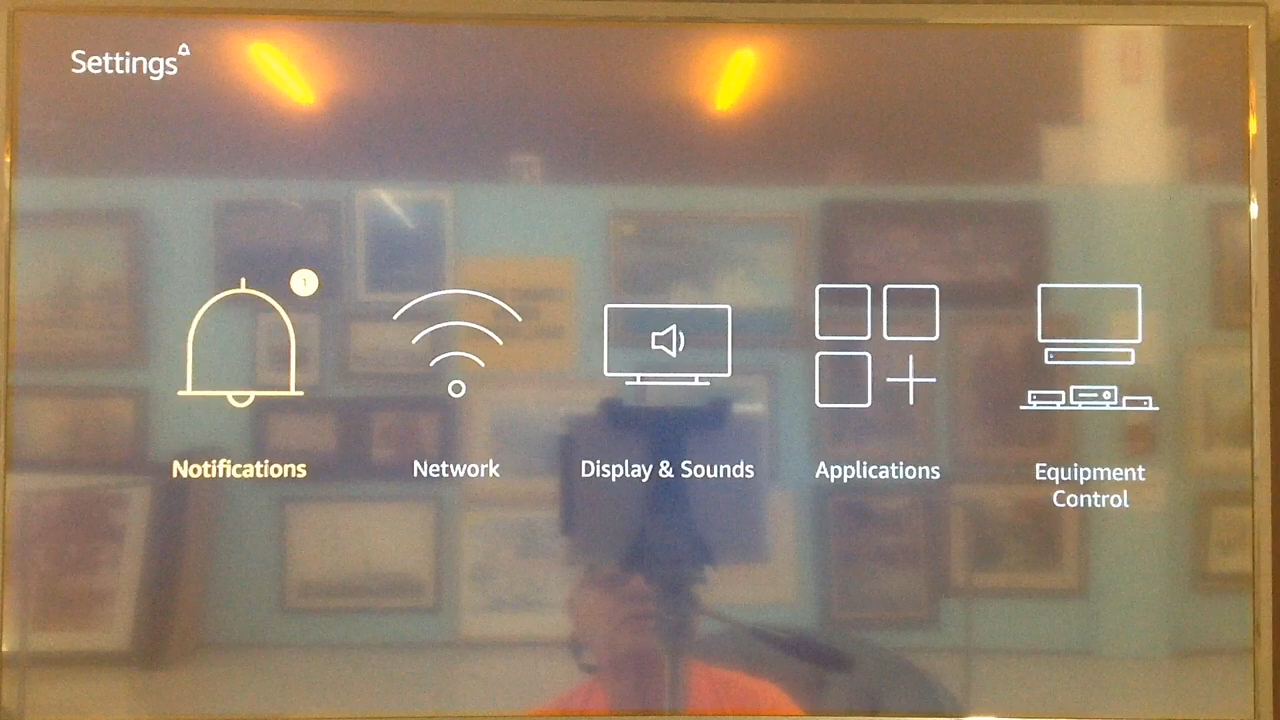 Settings
1
Notifications
Network
Display & Sounds
Applications
Equipment
Control